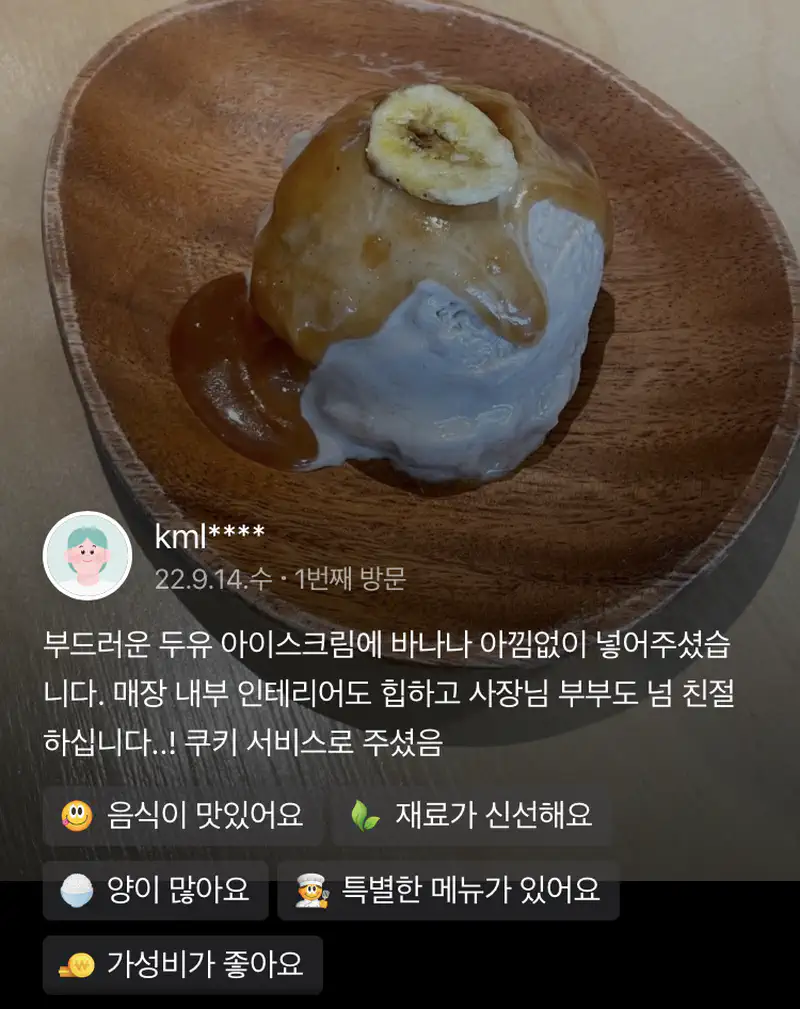 kml****
22.9.14.수 · 1번째 방문
부드러운 두유 아이스크림에 바나나 아낌없이 넣어주셨습
니다. 매장 내부 인테리어도 힙하고 사장님 부부도 넘 친절
하십니다..! 쿠키 서비스로 주셨음
음식이 맛있어요 재료가 신선해요
양이 많아요 특별한 메뉴가 있어요
가성비가 좋아요